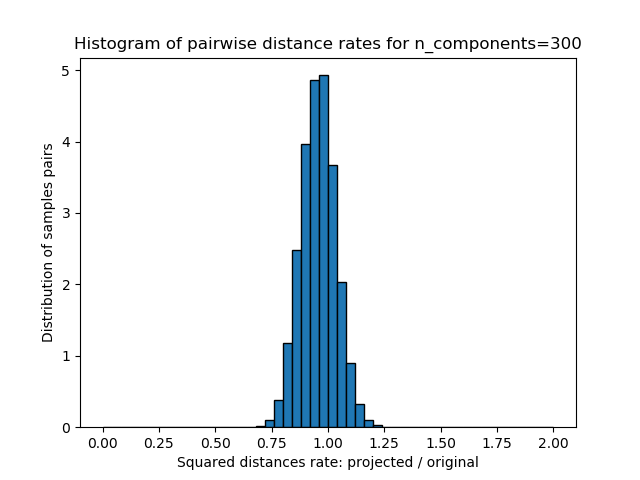 Histogram of pairwise distance rates for n_components=300
5
4
3
2
1
0
Distribution of samples pairs
0.00 0.25 0.50 0.75 1.00 1.25 1.50 1.75 2.00
Squared distances rate: projected / original